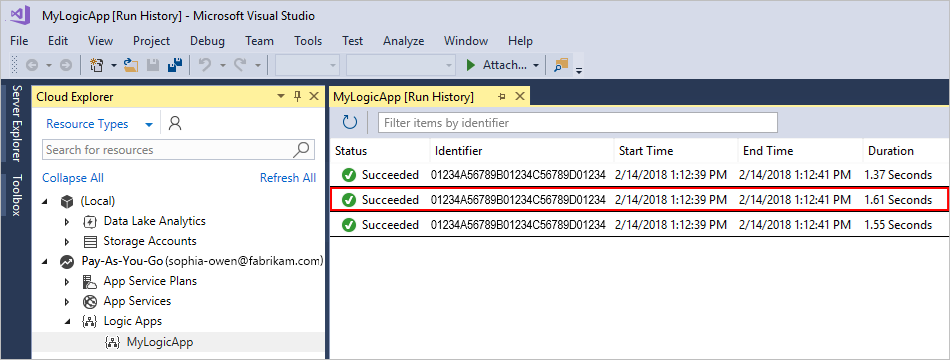 MyLogicApp [Run History] - Microsoft Visual Studio
File Edit View Project Debug Team Tools Test Analyze Window Help
Attach...
Server Explorer
Toolbox
Cloud Explorer
Resource Types
Search for resources
Collapse All Refresh All
(Local)
Data Lake Analytics
Storage Accounts
Pay-As-You-Go (sophia-owen@fabrikam.com)
App Service Plans
App Services
Logic Apps
MyLogicApp
MyLogicApp [Run History]
Filter items by identifier
Status Identifier Start Time End Time Duration
Succeeded 01234A56789B01234C56789D01234 2/14/2018 1:12:39 PM 2/14/2018 1:12:41 PM 1.37 Seconds
Succeeded 01234A56789B01234C56789D01234 2/14/2018 1:12:39 PM 2/14/2018 1:12:41 PM 1.61 Seconds
Succeeded 01234A56789B01234C56789D01234 2/14/2018 1:12:39 PM 2/14/2018 1:12:41 PM 1.55 Seconds